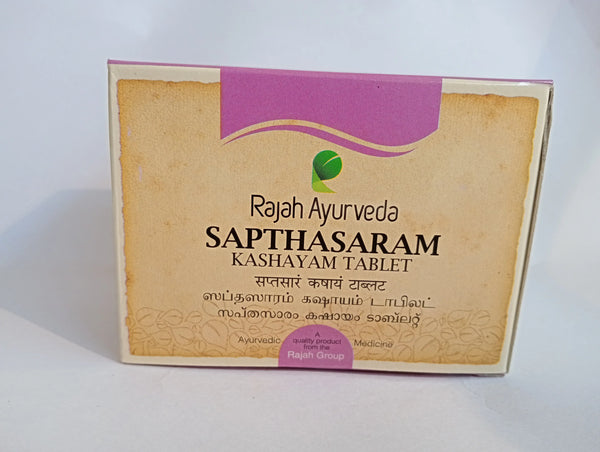 Rajah Ayurveda
SAPTHASARAM
KASHAYAM TABLET
सप्तसारं कषायं टाब्लट
ஸப்தஸாரம் கஷாயம் டாபிலட்
സപ്തസാരം കഷായം ടാബ്ലറ്റ്
Ayurvedic Medicine
A
quality product
from the
Rajah Group